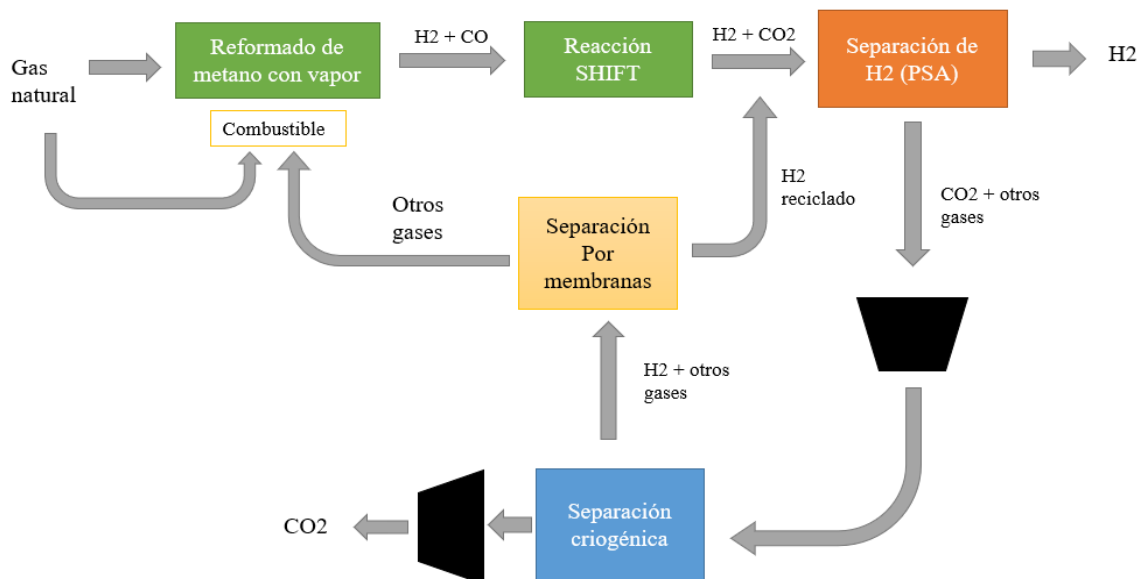 Gas
natural
Reformado de
metano con vapor
Combustible
H2 + CO
Reacción
SHIFT
H2 + CO2
Separación de
H2 (PSA)
H2
Otros
gases
Separación
Por
membranas
H2
reciclado
CO2 + otros
gases
H2 + otros
gases
CO2
Separación
criogénica